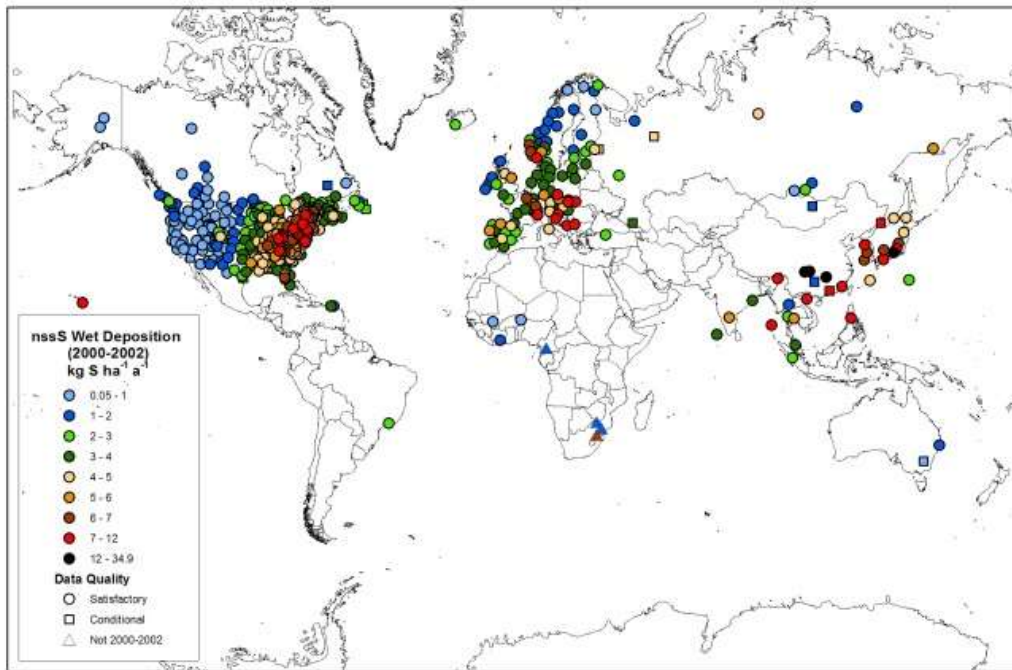 nssS Wet Deposition
(2000-2002)
kg S ha⁻¹ a⁻¹
0.05 - 1
1 - 2
2 - 3
3 - 4
4 - 5
5 - 6
6 - 7
7 - 12
12 - 34.9
Data Quality
Satisfactory
Conditional
Not 2000-2002